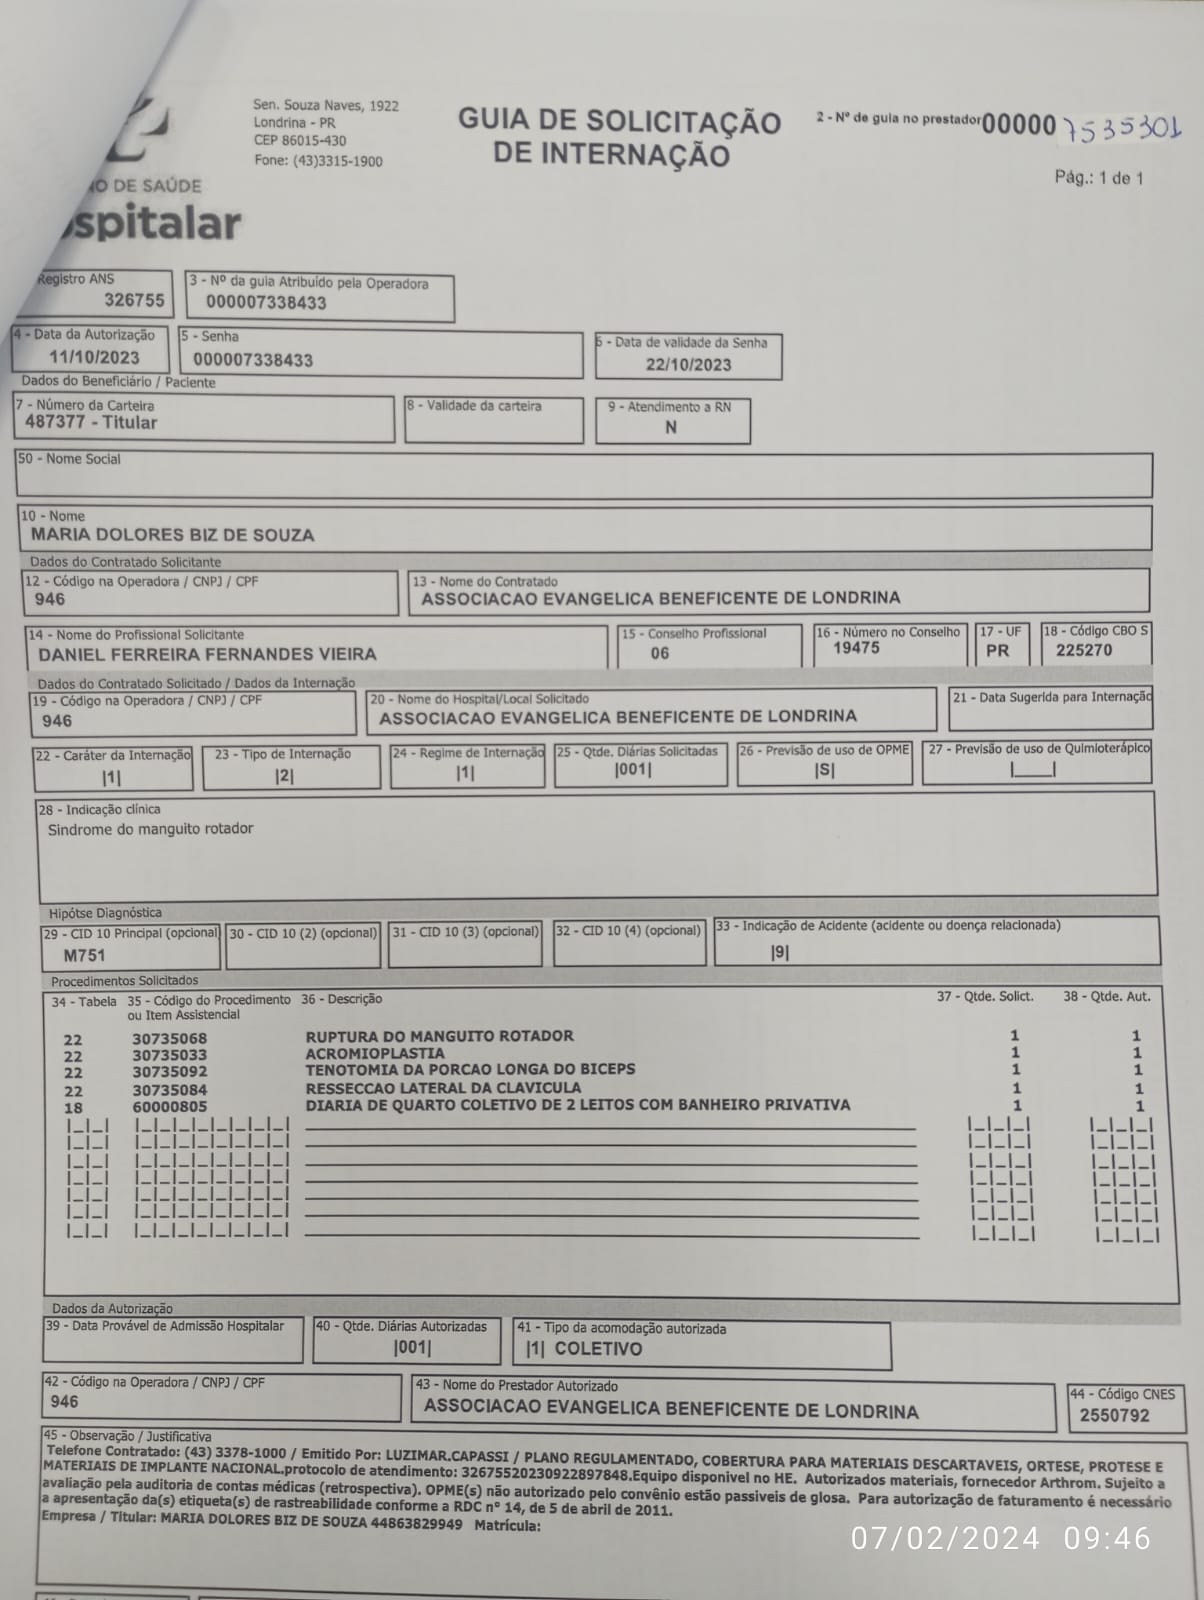 Sen. Souza Naves, 1922
Londrina - PR
CEP 86015-430
Fone: (43)3315-1900
GUIA DE SOLICITAÇÃO
DE INTERNAÇÃO
2 - Nº de guia no prestador 00000 7535301
Pág.: 1 de 1
DE SAÚDE
spitalar
Registro ANS
326755
3 - Nº da guia Atribuído pela Operadora
000007338433
4 - Data da Autorização
11/10/2023
5 - Senha
000007338433
6 - Data de validade da Senha
22/10/2023
Dados do Beneficiário / Paciente
7 - Número da Carteira
487377 - Titular
8 - Validade da carteira
9 - Atendimento a RN
N
50 - Nome Social
10 - Nome
MARIA DOLORES BIZ DE SOUZA
Dados do Contratado Solicitante
12 - Código na Operadora / CNPJ / CPF
946
13 - Nome do Contratado
ASSOCIACAO EVANGELICA BENEFICENTE DE LONDRINA
14 - Nome do Profissional Solicitante
DANIEL FERREIRA FERNANDES VIEIRA
15 - Conselho Profissional
06
16 - Número no Conselho
19475
17 - UF
PR
18 - Código CBO S
225270
Dados do Contratado Solicitado / Dados da Internação
19 - Código na Operadora / CNPJ / CPF
946
20 - Nome do Hospital/Local Solicitado
ASSOCIACAO EVANGELICA BENEFICENTE DE LONDRINA
21 - Data Sugerida para Internação
22 - Caráter da Internação
|1|
23 - Tipo de Internação
|2|
24 - Regime de Internação
|1|
25 - Qtde. Diárias Solicitadas
|001|
26 - Previsão de uso de OPME
|S|
27 - Previsão de uso de Quimioterápico
|___|
28 - Indicação clínica
Sindrome do manguito rotador
Hipótse Diagnóstica
29 - CID 10 Principal (opcional)
M751
30 - CID 10 (2) (opcional)
31 - CID 10 (3) (opcional)
32 - CID 10 (4) (opcional)
33 - Indicação de Acidente (acidente ou doença relacionada)
|9|
Procedimentos Solicitados
34 - Tabela 35 - Código do Procedimento 36 - Descrição 37 - Qtde. Solict. 38 - Qtde. Aut.
ou Item Assistencial
22 30735068 RUPTURA DO MANGUITO ROTADOR 1 1
22 30735033 ACROMIOPLASTIA 1 1
22 30735092 TENOTOMIA DA PORCAO LONGA DO BICEPS 1 1
22 30735084 RESSECCAO LATERAL DA CLAVICULA 1 1
18 60000805 DIARIA DE QUARTO COLETIVO DE 2 LEITOS COM BANHEIRO PRIVATIVA 1 1
Dados da Autorização
39 - Data Provável de Admissão Hospitalar
40 - Qtde. Diárias Autorizadas
|001|
41 - Tipo da acomodação autorizada
|1| COLETIVO
42 - Código na Operadora / CNPJ / CPF
946
43 - Nome do Prestador Autorizado
ASSOCIACAO EVANGELICA BENEFICENTE DE LONDRINA
44 - Código CNES
2550792
45 - Observação / Justificativa
Telefone Contratado: (43) 3378-1000 / Emitido Por: LUZIMAR.CAPASSI / PLANO REGULAMENTADO, COBERTURA PARA MATERIAIS DESCARTAVEIS, ORTESE, PROTESE E
MATERIAIS DE IMPLANTE NACIONAL.protocolo de atendimento: 32675520230922897848.Equipo disponivel no HE. Autorizados materiais, fornecedor Arthrom. Sujeito a
avaliação pela auditoria de contas médicas (retrospectiva). OPME(s) não autorizado pelo convênio estão passiveis de glosa. Para autorização de faturamento é necessário
a apresentação da(s) etiqueta(s) de rastreabilidade conforme a RDC nº 14, de 5 de abril de 2011.
Empresa / Titular: MARIA DOLORES BIZ DE SOUZA 44863829949 Matrícula:
07/02/2024 09:46